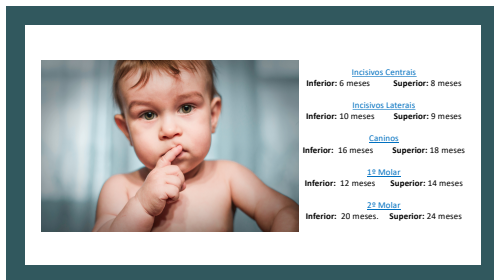 Incisivos Centrais
Inferior: 6 meses Superior: 8 meses
Incisivos Laterais
Inferior: 10 meses Superior: 9 meses
Caninos
Inferior: 16 meses Superior: 18 meses
1º Molar
Inferior: 12 meses Superior: 14 meses
2º Molar
Inferior: 20 meses. Superior: 24 meses